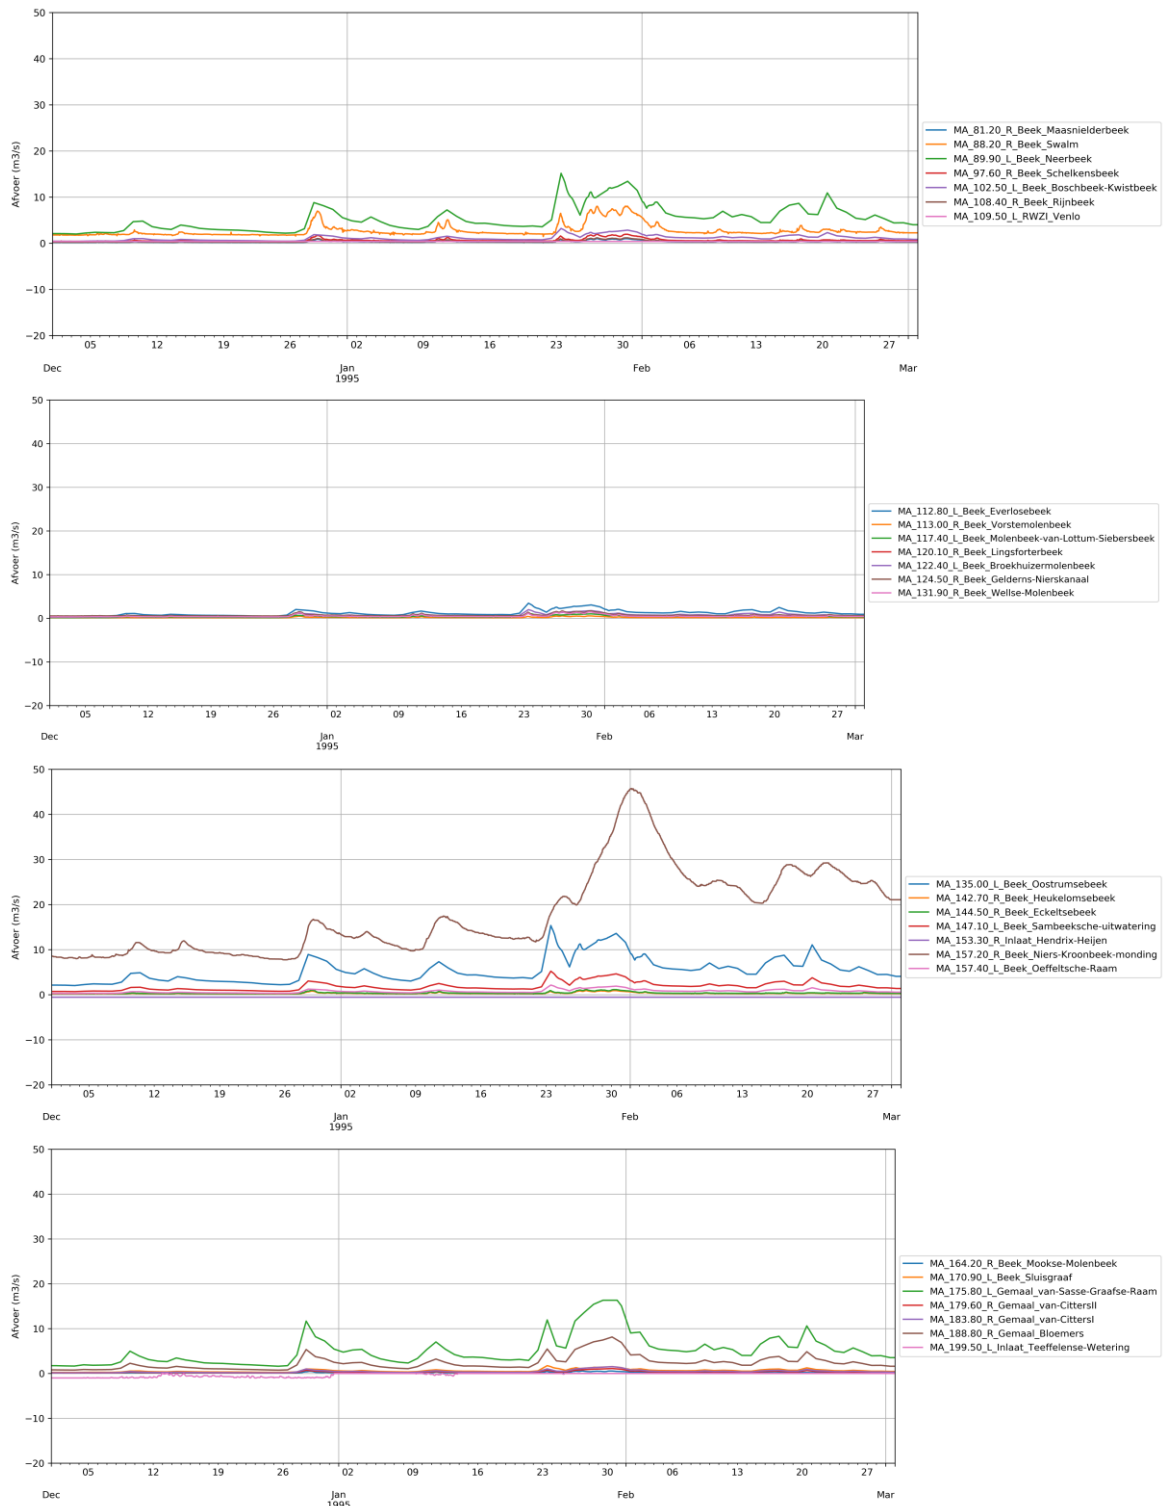 50
40
30
20
10
0
−10
−20
Afvoer (m3/s)
05 12 19 26 02 09 16 23 30 06 13 20 27
Dec Jan Feb Mar
1995
MA_81.20_R_Beek_Maasnielderbeek
MA_88.20_R_Beek_Swalm
MA_89.90_L_Beek_Neerbeek
MA_97.60_R_Beek_Schelkensbeek
MA_102.50_L_Beek_Boschbeek-Kwistbeek
MA_108.40_R_Beek_Rijnbeek
MA_109.50_L_RWZI_Venlo
50
40
30
20
10
0
−10
−20
Afvoer (m3/s)
05 12 19 26 02 09 16 23 30 06 13 20 27
Dec Jan Feb Mar
1995
MA_112.80_L_Beek_Everlosebeek
MA_113.00_R_Beek_Vorstemolenbeek
MA_117.40_L_Beek_Molenbeek-van-Lottum-Siebersbeek
MA_120.10_R_Beek_Lingsforterbeek
MA_122.40_L_Beek_Broekhuizermolenbeek
MA_124.50_R_Beek_Gelderns-Nierskanaal
MA_131.90_R_Beek_Wellse-Molenbeek
50
40
30
20
10
0
−10
−20
Afvoer (m3/s)
05 12 19 26 02 09 16 23 30 06 13 20 27
Dec Jan Feb Mar
1995
MA_135.00_L_Beek_Oostrumsebeek
MA_142.70_R_Beek_Heukelomsebeek
MA_144.50_R_Beek_Eckeltsebeek
MA_147.10_L_Beek_Sambeeksche-uitwatering
MA_153.30_R_Inlaat_Hendrix-Heijen
MA_157.20_R_Beek_Niers-Kroonbeek-monding
MA_157.40_L_Beek_Oeffeltsche-Raam
50
40
30
20
10
0
−10
−20
Afvoer (m3/s)
05 12 19 26 02 09 16 23 30 06 13 20 27
Dec Jan Feb Mar
1995
MA_164.20_R_Beek_Mookse-Molenbeek
MA_170.90_L_Beek_Sluisgraaf
MA_175.80_L_Gemaal_van-Sasse-Graafse-Raam
MA_179.60_R_Gemaal_van-CittersII
MA_183.80_R_Gemaal_van-CittersI
MA_188.80_R_Gemaal_Bloemers
MA_199.50_L_Inlaat_Teeffelense-Wetering